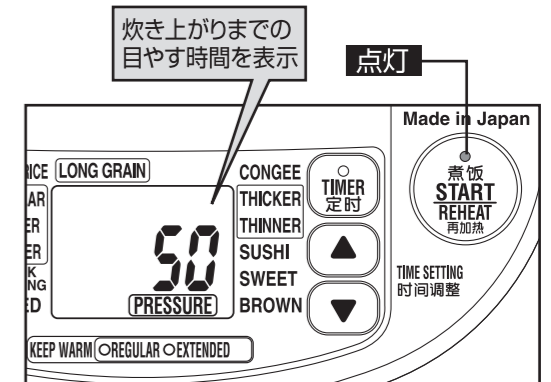 炊き上がりまでの
目やす時間を表示
点灯
Made in Japan
LONG GRAIN
CONGEE
THICKER
THINNER
SUSHI
SWEET
BROWN
50
PRESSURE
TIMER
定时
煮饭
START
REHEAT
再加热
TIME SETTING
时间调整
KEEP WARM REGULAR EXTENDED